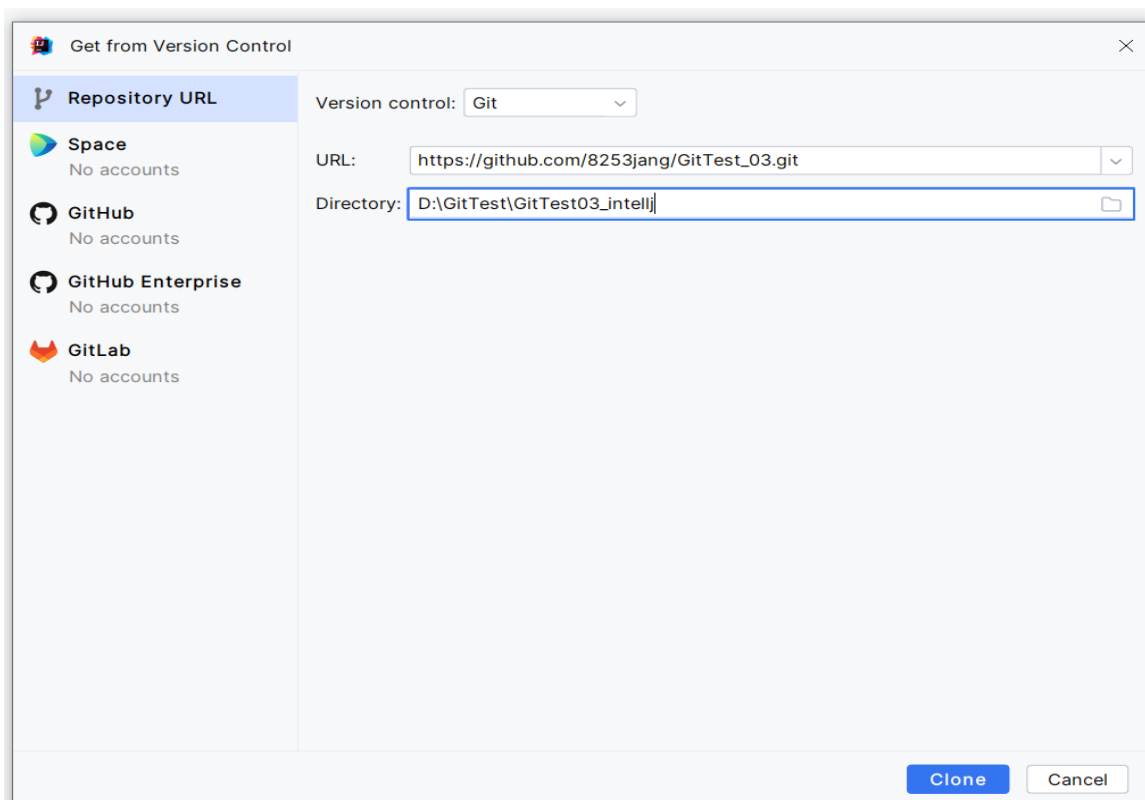 Get from Version Control
Repository URL
Space
No accounts
GitHub
No accounts
GitHub Enterprise
No accounts
GitLab
No accounts
Version control: Git
URL: https://github.com/8253jang/GitTest_03.git
Directory: D:\GitTest\GitTest03_intellj
Clone Cancel